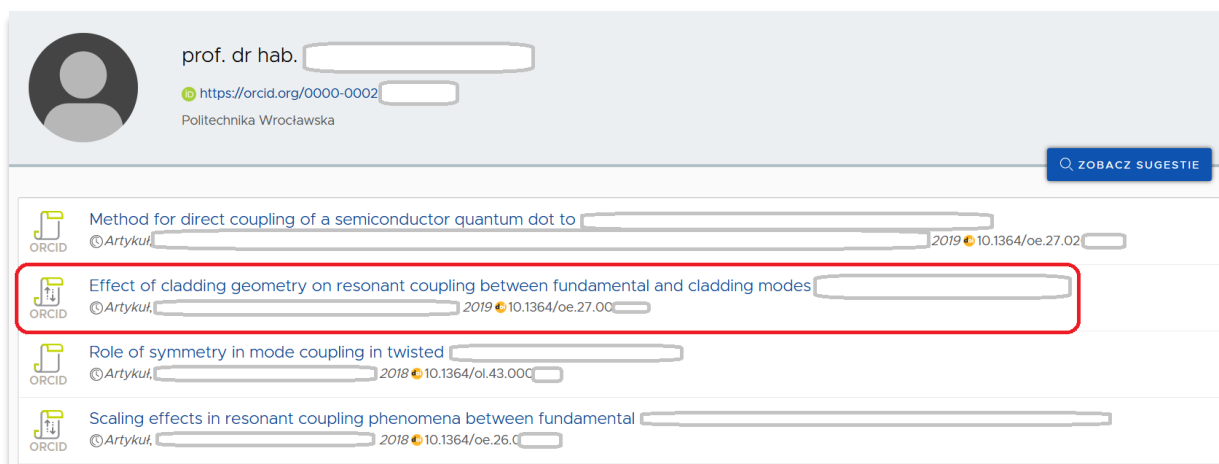 prof. dr hab.
iD https://orcid.org/0000-0002
Politechnika Wrocławska
ZOBACZ SUGESTIE
Method for direct coupling of a semiconductor quantum dot to
ORCID
Artykuł, 2019 10.1364/oe.27.02
Effect of cladding geometry on resonant coupling between fundamental and cladding modes
ORCID
Artykuł, 2019 10.1364/oe.27.00
Role of symmetry in mode coupling in twisted
ORCID
Artykuł, 2018 10.1364/ol.43.000
Scaling effects in resonant coupling phenomena between fundamental
ORCID
Artykuł, 2018 10.1364/oe.26.0